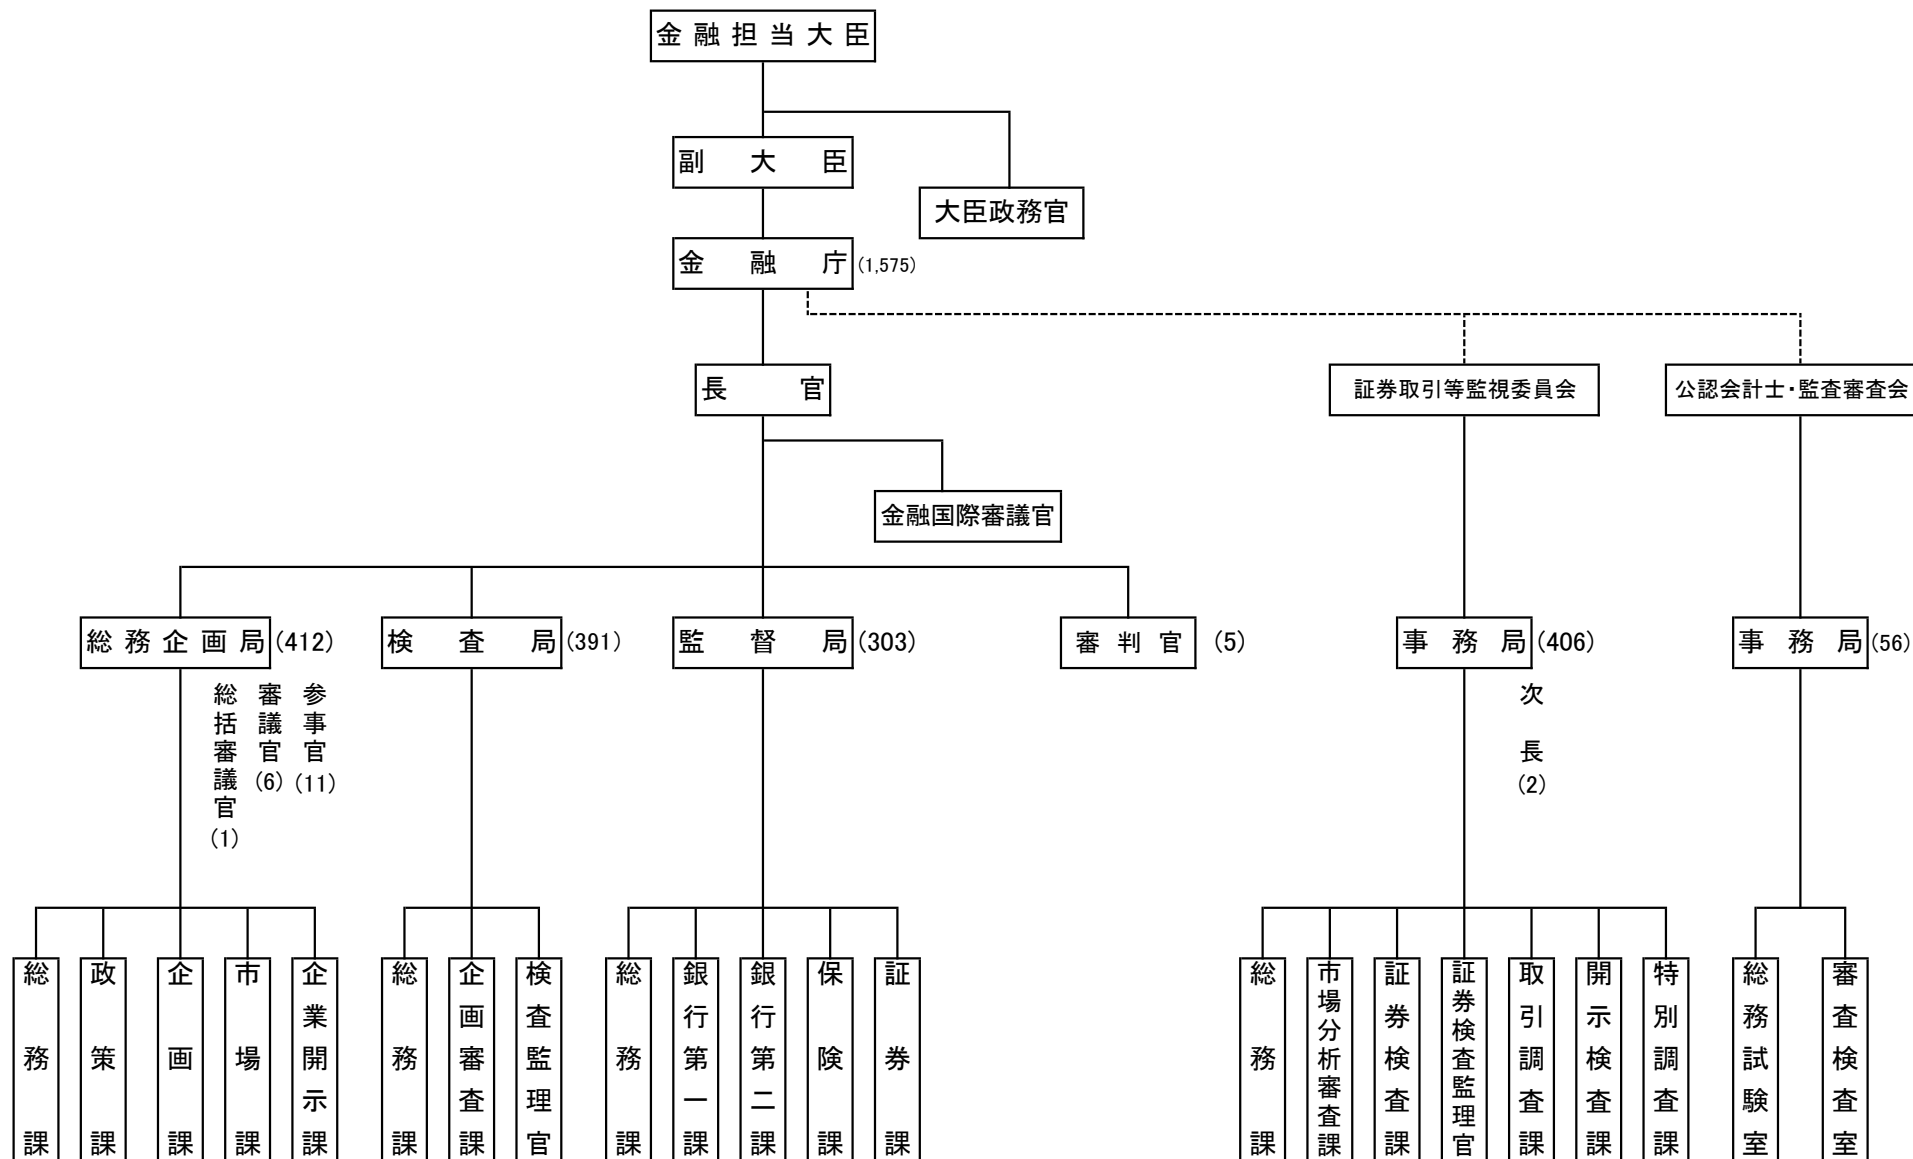 金融担当大臣
副大臣
大臣政務官
金融庁(1,575)
長官
証券取引等監視委員会
公認会計士・監査審査会
金融国際審議官
総務企画局(412)
検査局(391)
監督局(303)
審判官(5)
事務局(406)
事務局(56)
総括審議官(1)
審議官(6)
参事官(11)
次長(2)
総務課
政策課
企画課
市場課
企業開示課
総務課
企画審査課
検査監理官
総務課
銀行第一課
銀行第二課
保険課
証券課
総務課
市場分析審査課
証券検査課
証券検査監理官
取引調査課
開示検査課
特別調査課
総務試験室
審査検査室